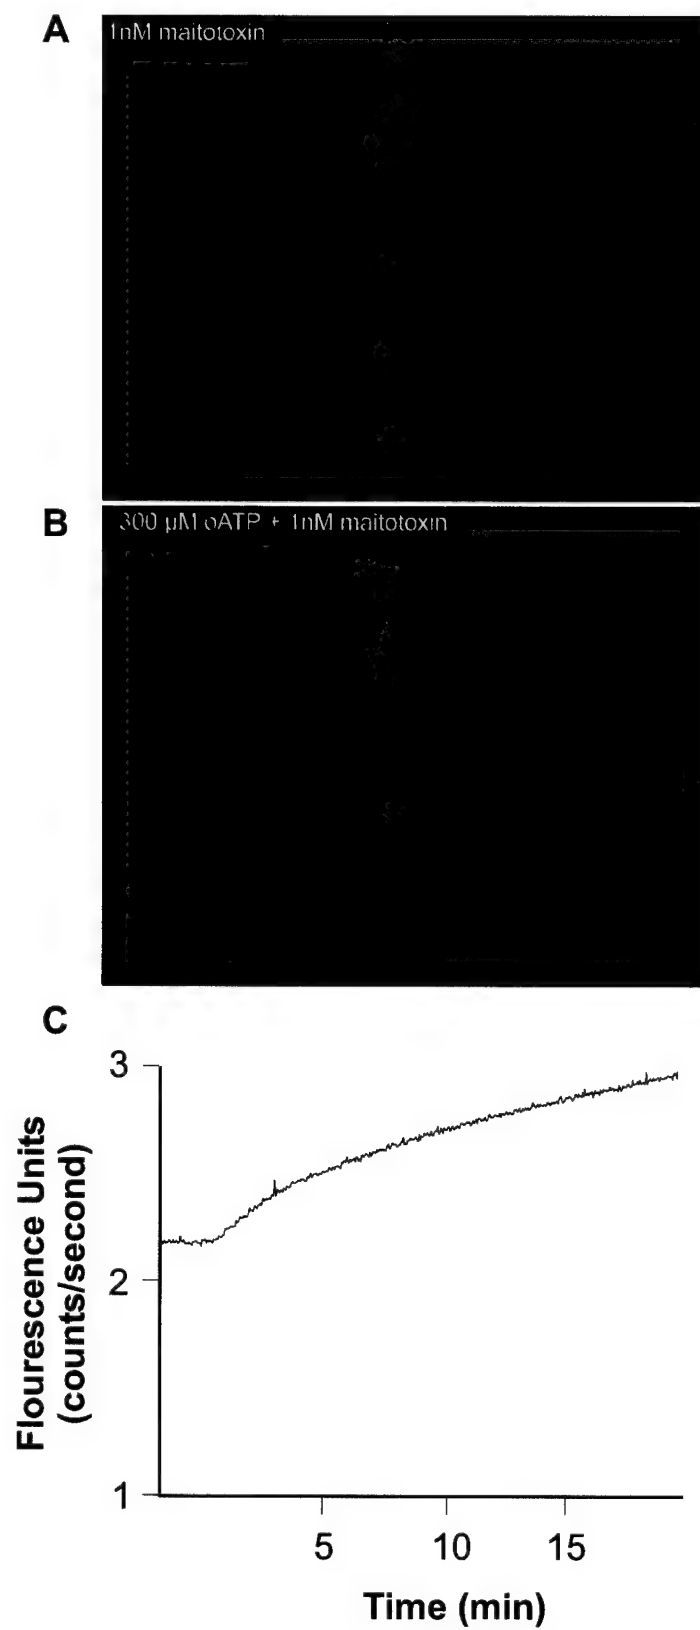 A
1nM maitotoxin
B
300 µM oATP + 1nM maitotoxin
C
3
2
1
Flourescence Units
(counts/second)
5 10 15
Time (min)